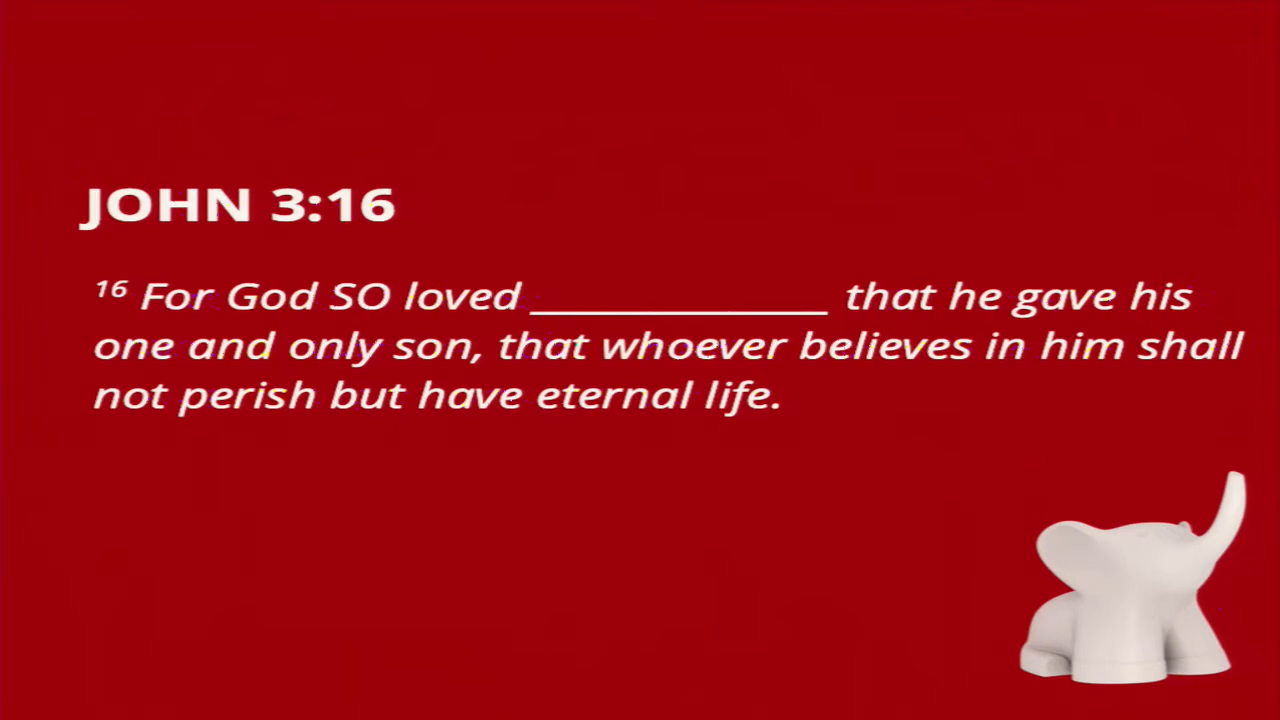 JOHN 3:16
16 For God SO loved _______________ that he gave his
one and only son, that whoever believes in him shall
not perish but have eternal life.